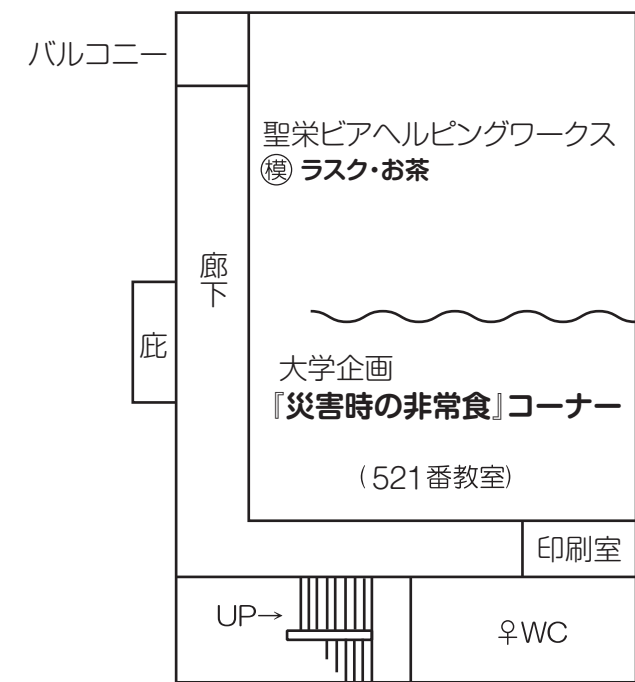 バルコニー
聖栄ピアヘルピングワークス
模 ラスク・お茶
廊下
庇
大学企画
『災害時の非常食』コーナー
(521番教室)
印刷室
UP→
♀WC